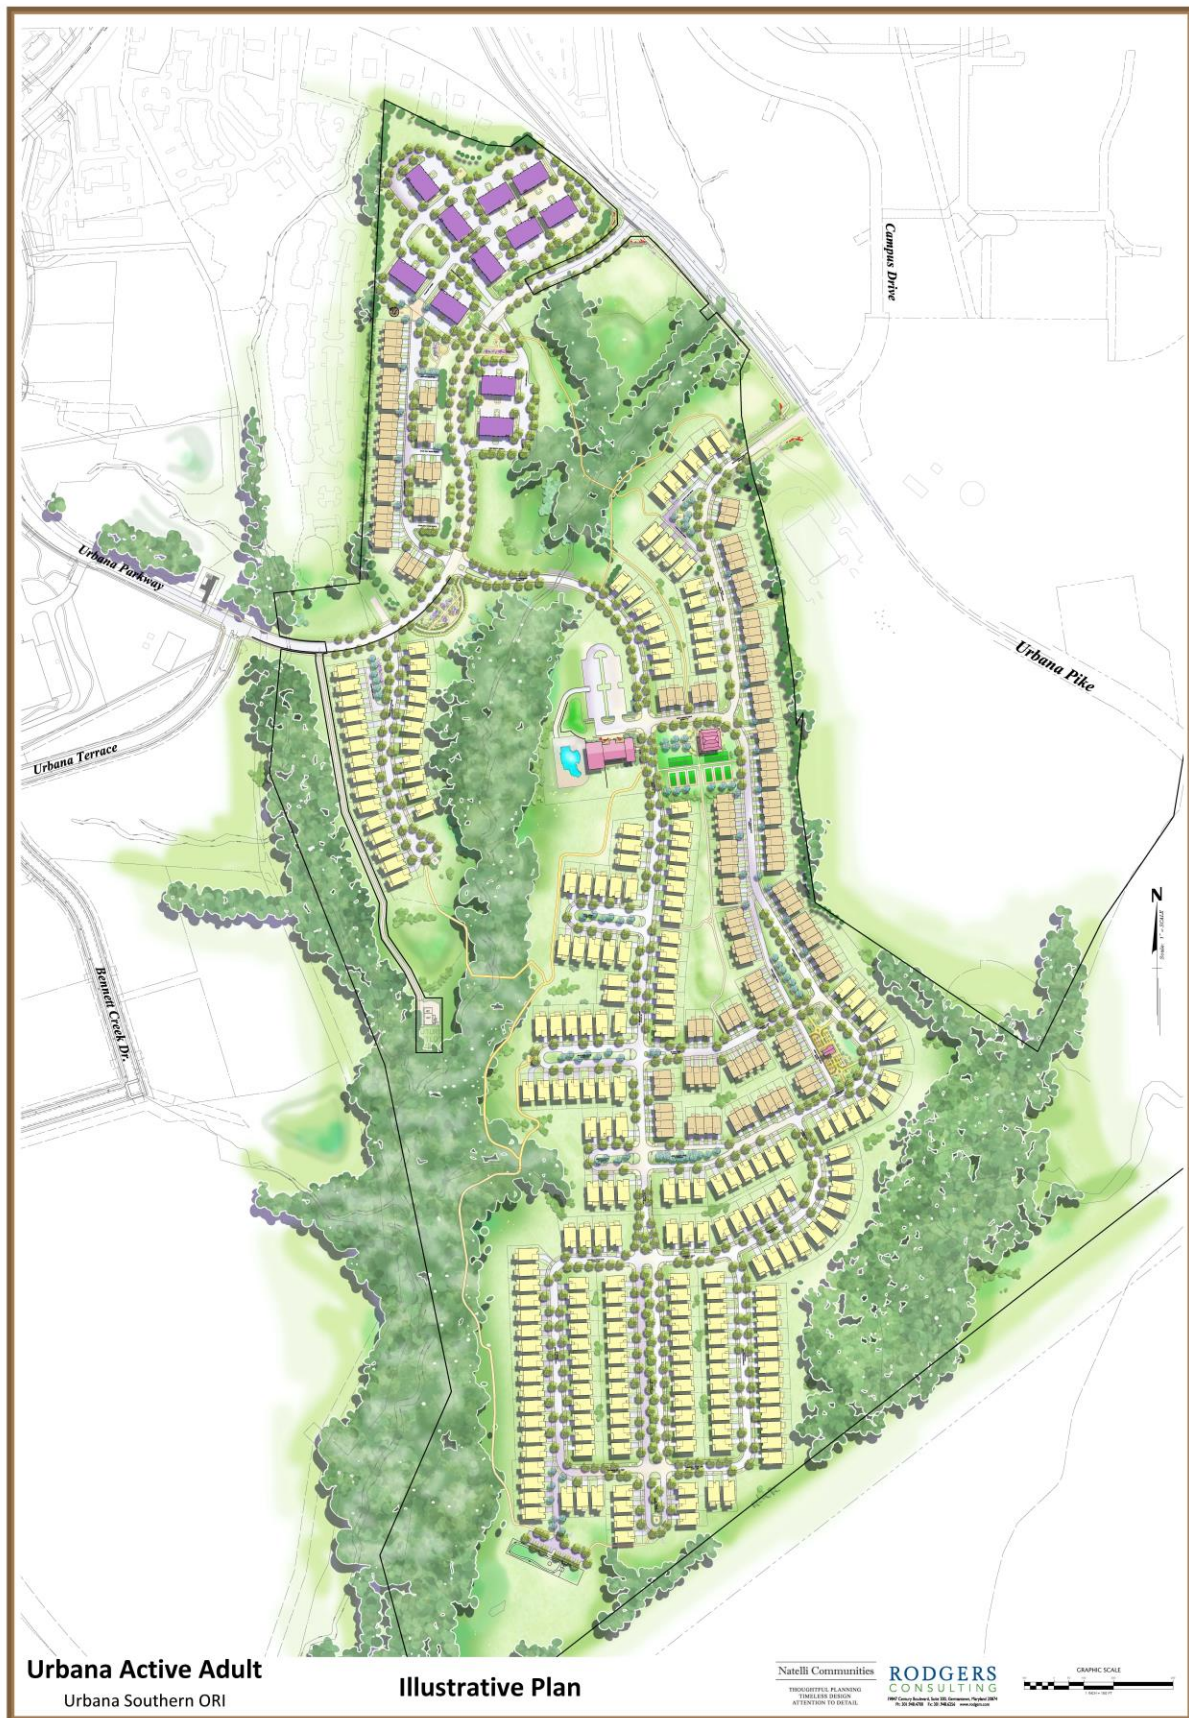 Campus Drive
Urbana Parkway
Urbana Pike
Urbana Terrace
N
Bennett Creek Dr.
Urbana Active Adult
Urbana Southern ORI
Illustrative Plan
Natelli Communities
THOUGHTFUL PLANNING
TIMELESS DESIGN
ATTENTION TO DETAIL
RODGERS
CONSULTING
GRAPHIC SCALE